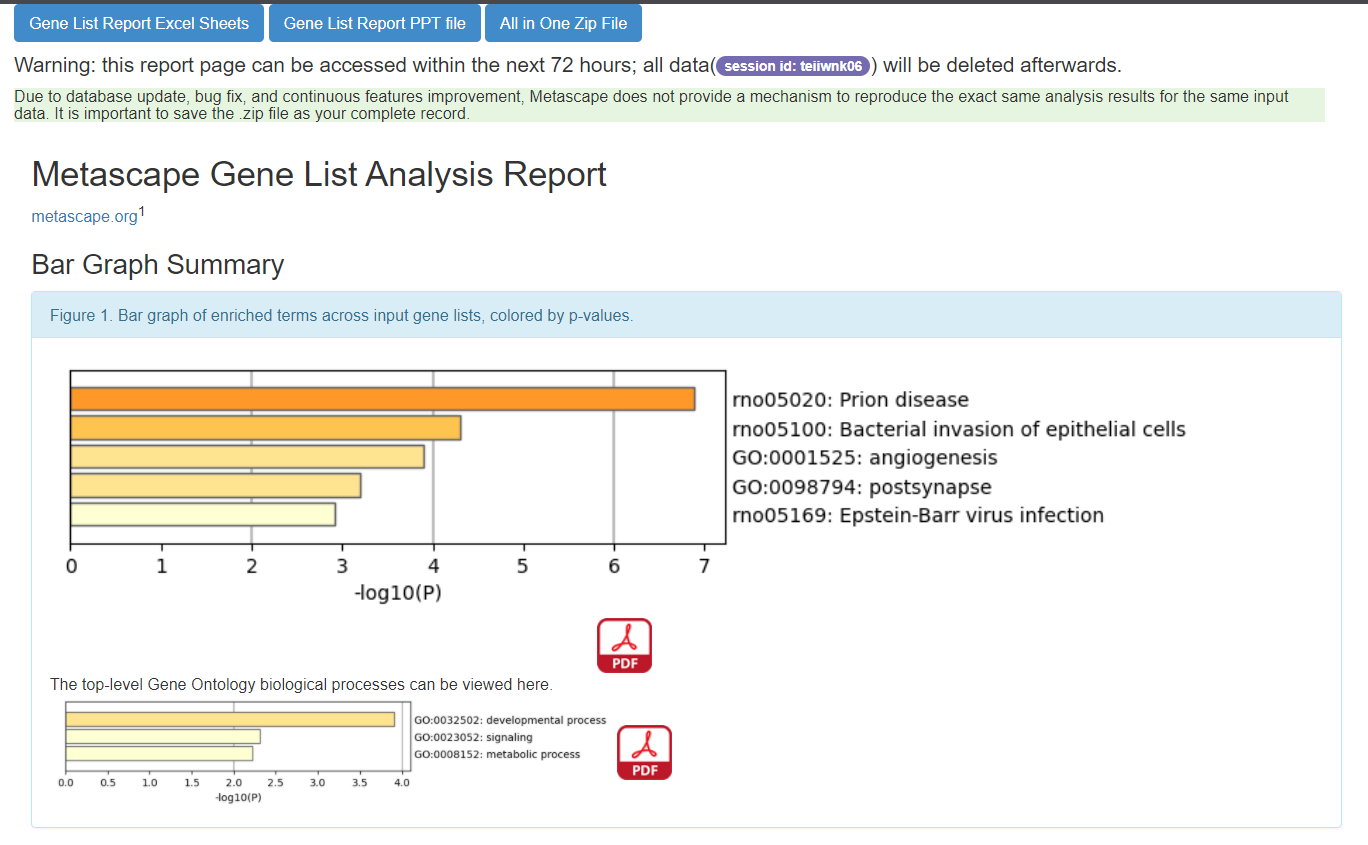 Gene List Report Excel Sheets Gene List Report PPT file All in One Zip File
Warning: this report page can be accessed within the next 72 hours; all data(session id: teiiwnk06) will be deleted afterwards.
Due to database update, bug fix, and continuous features improvement, Metascape does not provide a mechanism to reproduce the exact same analysis results for the same input
data. It is important to save the .zip file as your complete record.
Metascape Gene List Analysis Report
metascape.org1
Bar Graph Summary
Figure 1. Bar graph of enriched terms across input gene lists, colored by p-values.
rno05020: Prion disease
rno05100: Bacterial invasion of epithelial cells
GO:0001525: angiogenesis
GO:0098794: postsynapse
rno05169: Epstein-Barr virus infection
0 1 2 3 4 5 6 7
-log10(P)
PDF
The top-level Gene Ontology biological processes can be viewed here.
GO:0032502: developmental process
GO:0023052: signaling
GO:0008152: metabolic process
PDF
0.0 0.5 1.0 1.5 2.0 2.5 3.0 3.5 4.0
-log10(P)